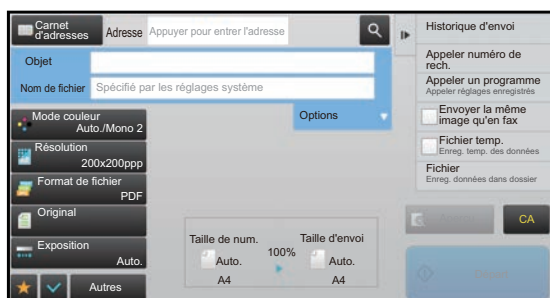 Carnet
d'adresses
Adresse
Appuyer pour entrer l'adresse
Objet
Nom de fichier
Spécifié par les réglages système
Options
Mode couleur
Auto./Mono 2
Résolution
200x200ppp
Format de fichier
PDF
Original
Exposition
Auto.
Autres
Taille de num.
Auto.
A4
100%
Taille d'envoi
Auto.
A4
Historique d'envoi
Appeler numéro de
rech.
Appeler un programme
Appeler réglages enregistrés
Envoyer la même
image qu'en fax
Fichier temp.
Enreg. temp. des données
Fichier
Enreg. données dans dossier
CA